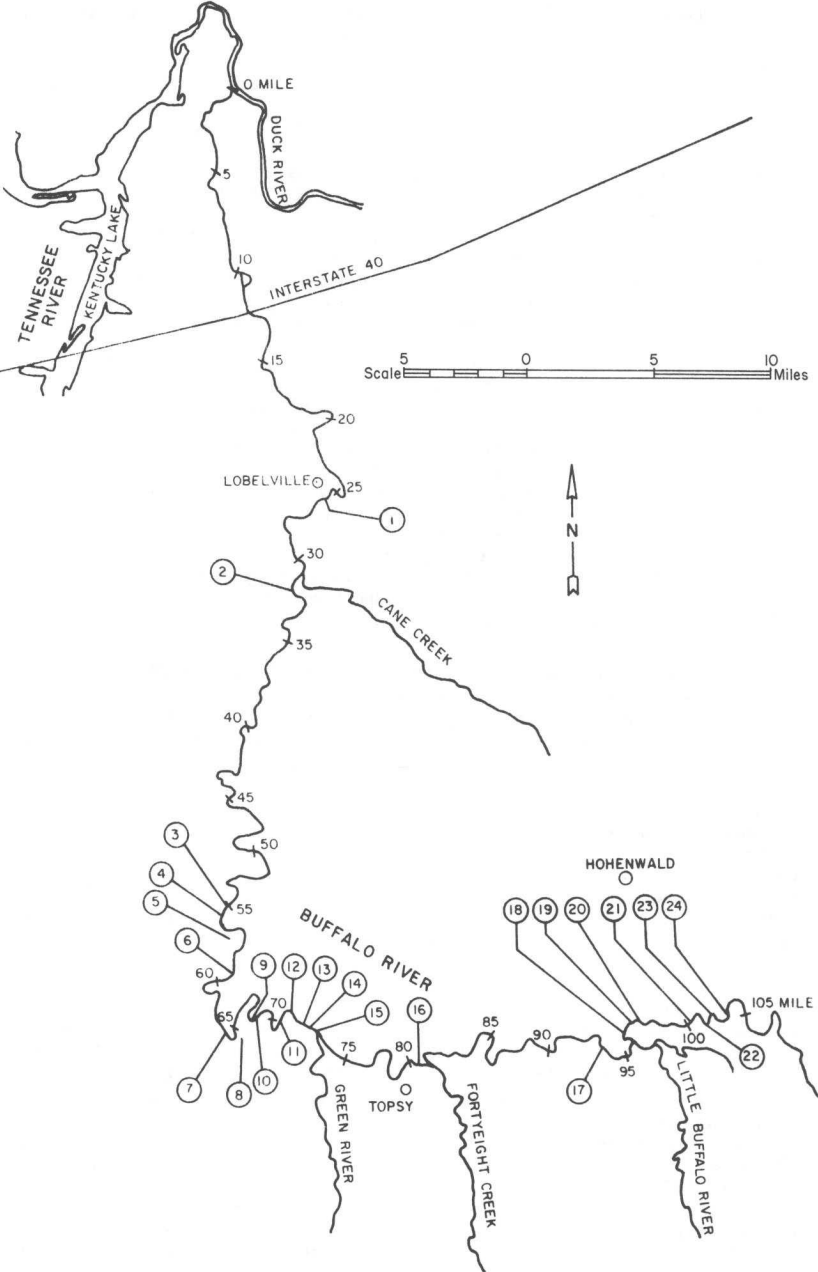 0 MILE
DUCK RIVER
5
10
INTERSTATE 40
TENNESSEE
RIVER
KENTUCKY LAKE
15
5 0 5 10
Scale Miles
20
LOBELVILLE
25
1
N
30
2
CANE CREEK
35
40
45
3
50
4
HOHENWALD
5
55
18 19 20 21 23 24
BUFFALO RIVER
6
60
9 12 13 14 15 16
85
90
105 MILE
65
70
75
80
100
22
95
7
8
10
11
17
TOPSY
GREEN RIVER
FORTYEIGHT CREEK
LITTLE BUFFALO RIVER